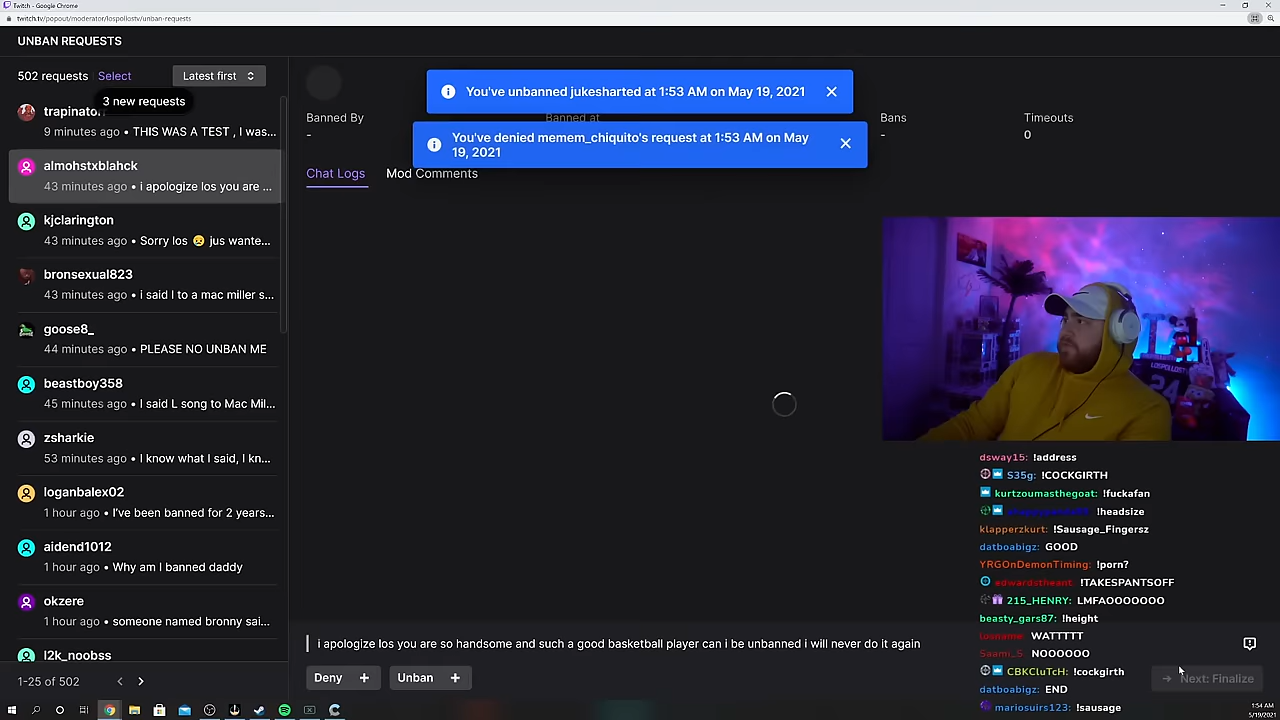 Twitch - Google Chrome
twitch.tv/popout/moderator/lospollostv/unban-requests
UNBAN REQUESTS
502 requests Select
Latest first
3 new requests
trapinator
9 minutes ago • THIS WAS A TEST , I was...
almohstxblahck
43 minutes ago • i apologize los you are ...
kjclarington
43 minutes ago • Sorry los 😢 jus wante...
bronsexual823
43 minutes ago • i said l to a mac miller s...
goose8_
44 minutes ago • PLEASE NO UNBAN ME
beastboy358
45 minutes ago • I said L song to Mac Mil...
zsharkie
53 minutes ago • I know what I said, I kn...
loganbalex02
1 hour ago • I've been banned for 2 years...
aidend1012
1 hour ago • Why am I banned daddy
okzere
1 hour ago • someone named bronny sai...
l2k_noobss
1-25 of 502
You've unbanned jukesharted at 1:53 AM on May 19, 2021
You've denied memem_chiquito's request at 1:53 AM on May
19, 2021
Banned By
-
Banned at
Bans
-
Timeouts
0
Chat Logs
Mod Comments
LOSPOLLOS
24
dsway15: !address
S35g: !COCKGIRTH
kurtzoumasthegoat: !fuckafan
!headsize
klapperzkurt: !Sausage_Fingersz
datboabigz: GOOD
YRGOnDemonTiming: !porn?
edwardstheant: !TAKESPANTSOFF
215_HENRY: LMFAOOOOOOO
beasty_gars87: !height
WATTTTT
Saami_S: NOOOOOO
CBKCluTcH: !cockgirth
datboabigz: END
mariosuirs123: !sausage
i apologize los you are so handsome and such a good basketball player can i be unbanned i will never do it again
Deny +
Unban +
Next: Finalize
1:54 AM
5/19/2021